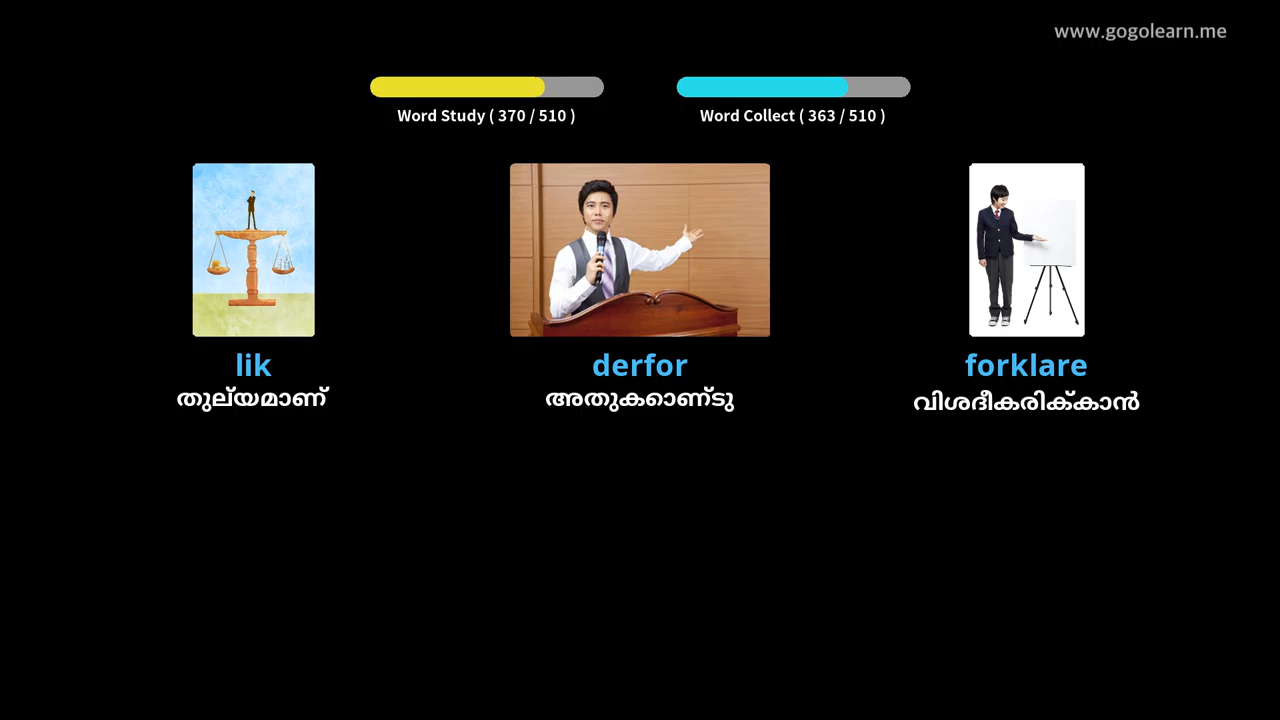 www.gogolearn.me
Word Study ( 370 / 510 )
Word Collect ( 363 / 510 )
lik
തുല്യമാണ്
derfor
അതുകൊണ്ടു
forklare
വിശദീകരിക്കാൻ